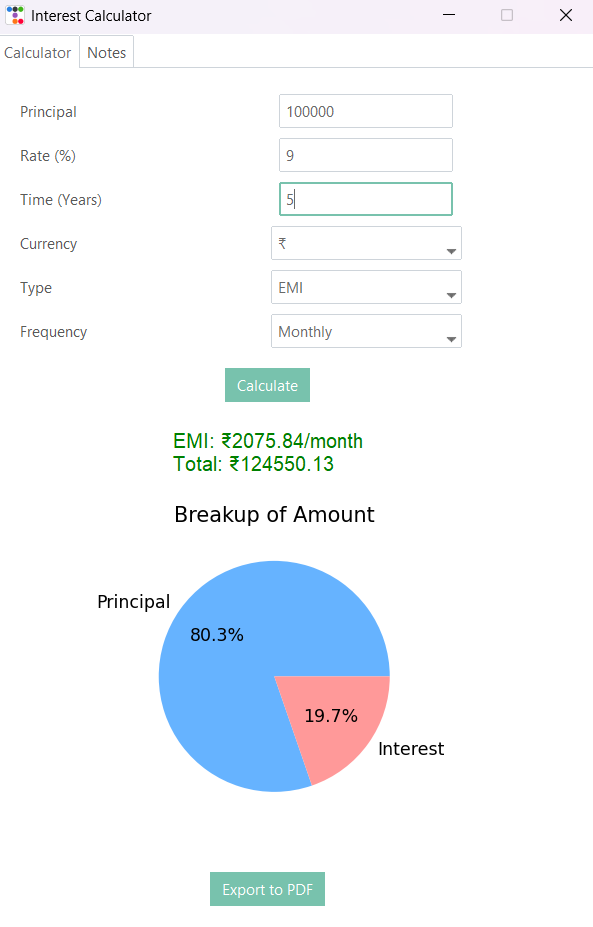 Interest Calculator
Calculator Notes
Principal 100000
Rate (%) 9
Time (Years) 5
Currency ₹
Type EMI
Frequency Monthly
Calculate
EMI: ₹2075.84/month
Total: ₹124550.13
Breakup of Amount
Principal
80.3%
19.7%
Interest
Export to PDF